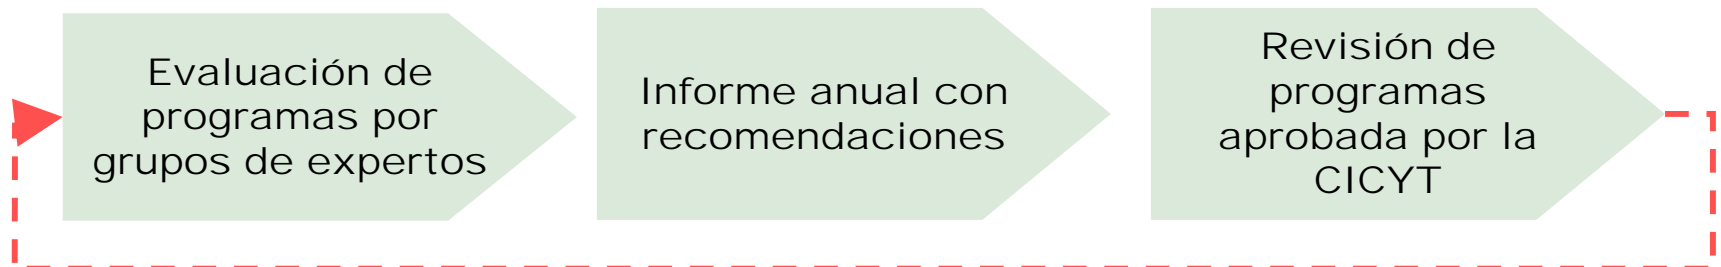 Evaluación de
programas por
grupos de expertos
Informe anual con
recomendaciones
Revisión de
programas
aprobada por la
CICYT